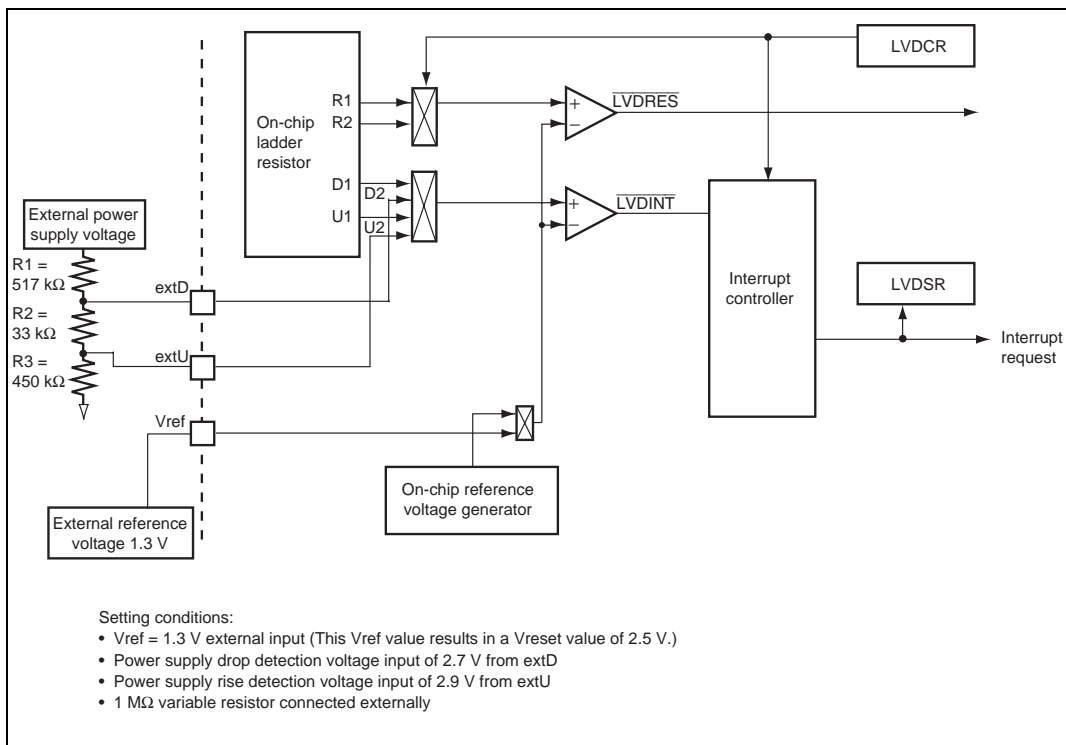 LVDCR
On-chip
ladder
resistor
R1
R2
D1
D2
U1
U2
LVDRES
+
−
LVDINT
+
−
External power
supply voltage
R1 =
517 kΩ
R2 =
33 kΩ
R3 =
450 kΩ
extD
extU
Vref
Interrupt
controller
LVDSR
Interrupt
request
On-chip reference
voltage generator
External reference
voltage 1.3 V
Setting conditions:
• Vref = 1.3 V external input (This Vref value results in a Vreset value of 2.5 V.)
• Power supply drop detection voltage input of 2.7 V from extD
• Power supply rise detection voltage input of 2.9 V from extU
• 1 MΩ variable resistor connected externally